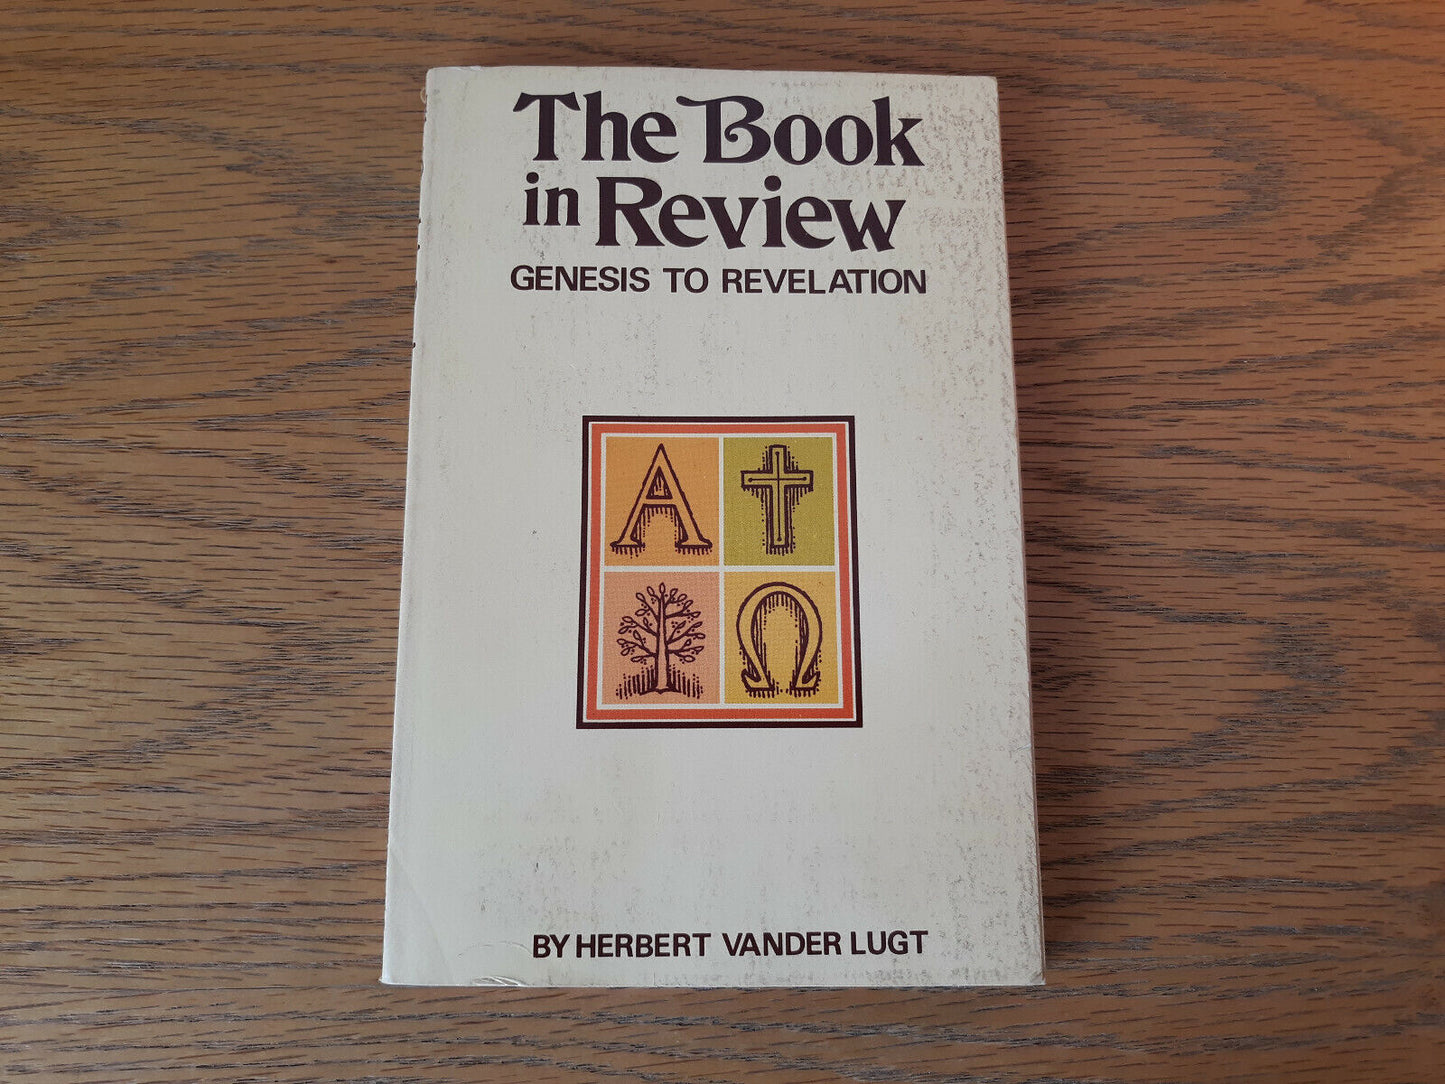 The Book
in Review
GENESIS TO REVELATION
A
Ω
BY HERBERT VANDER LUGT